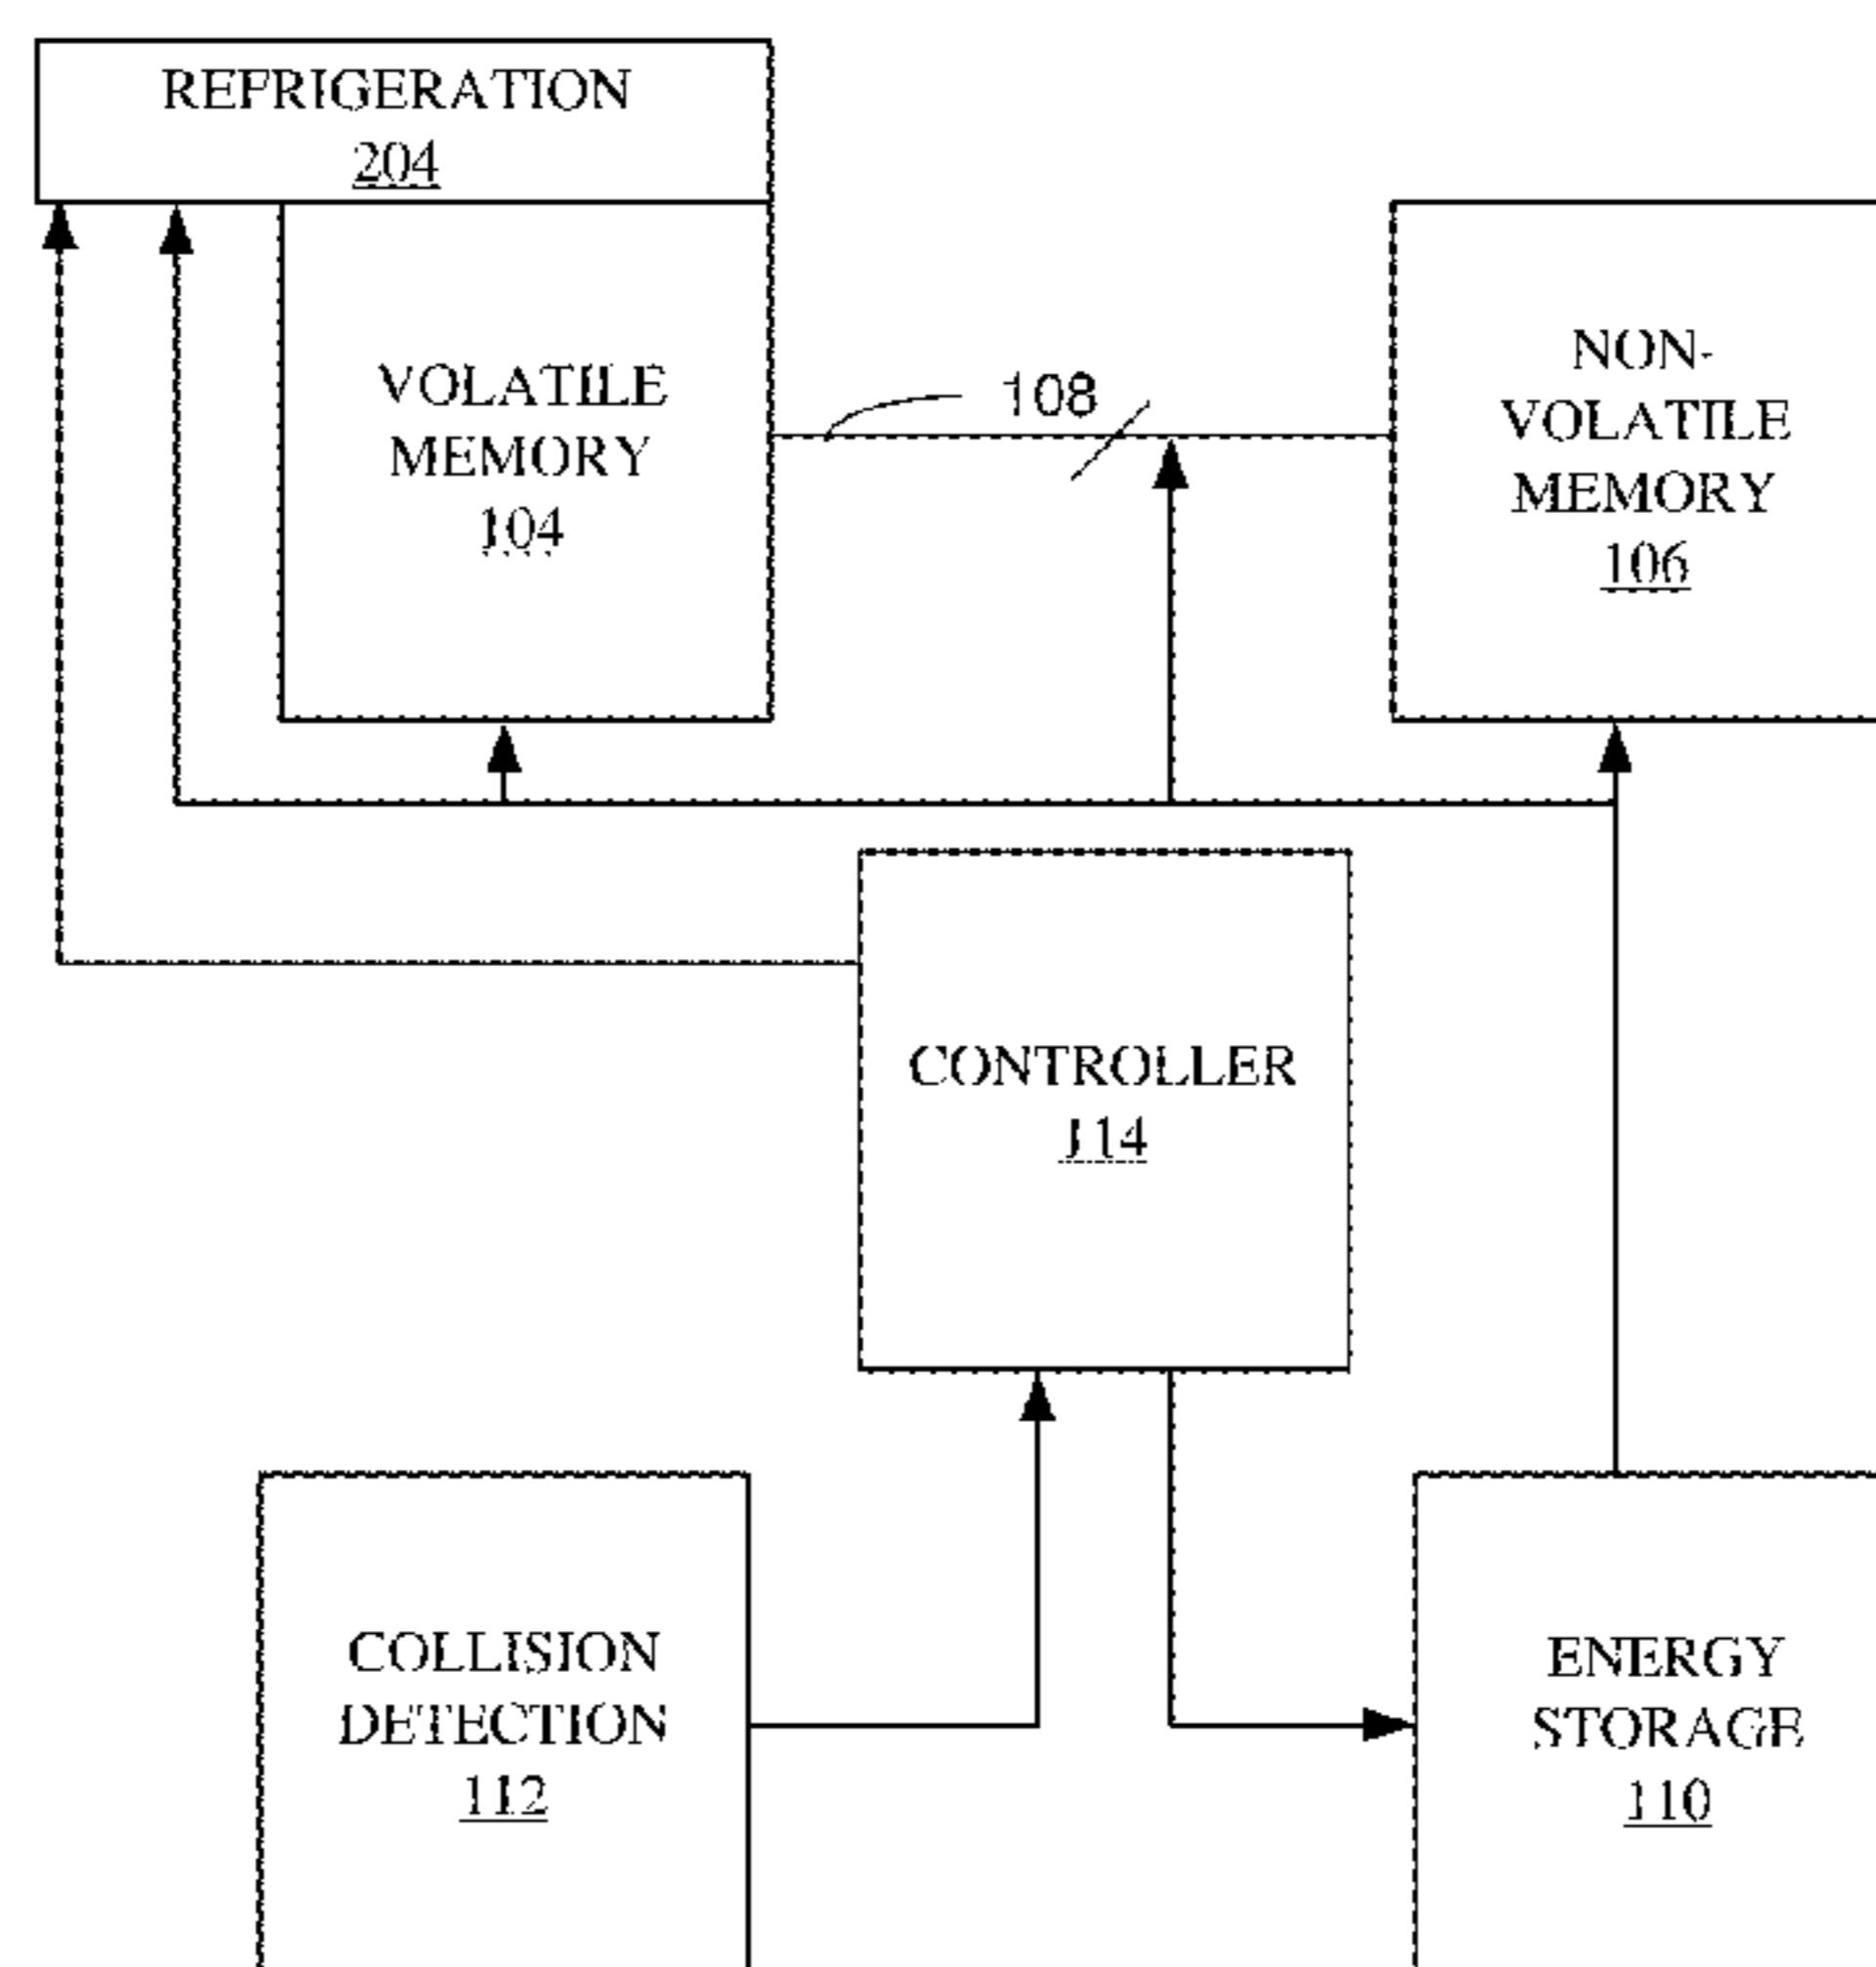 REFRIGERATION
204
VOLATILE
MEMORY
104
108
NON-
VOLATILE
MEMORY
106
CONTROLLER
114
COLLISION
DETECTION
112
ENERGY
STORAGE
110